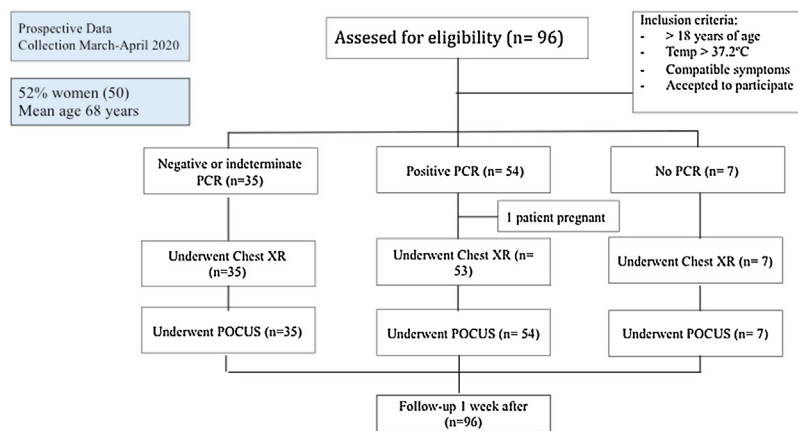 Prospective Data
Collection March-April 2020
52% women (50)
Mean age 68 years
Assesed for eligibility (n= 96)
Inclusion criteria:
- > 18 years of age
- Temp > 37.2ºC
- Compatible symptoms
- Accepted to participate
Negative or indeterminate
PCR (n=35)
Positive PCR (n= 54)
No PCR (n= 7)
1 patient pregnant
Underwent Chest XR
(n=35)
Underwent Chest XR (n=
53)
Underwent Chest XR (n= 7)
Underwent POCUS (n=35)
Underwent POCUS (n= 54)
Underwent POCUS (n= 7)
Follow-up 1 week after
(n=96)